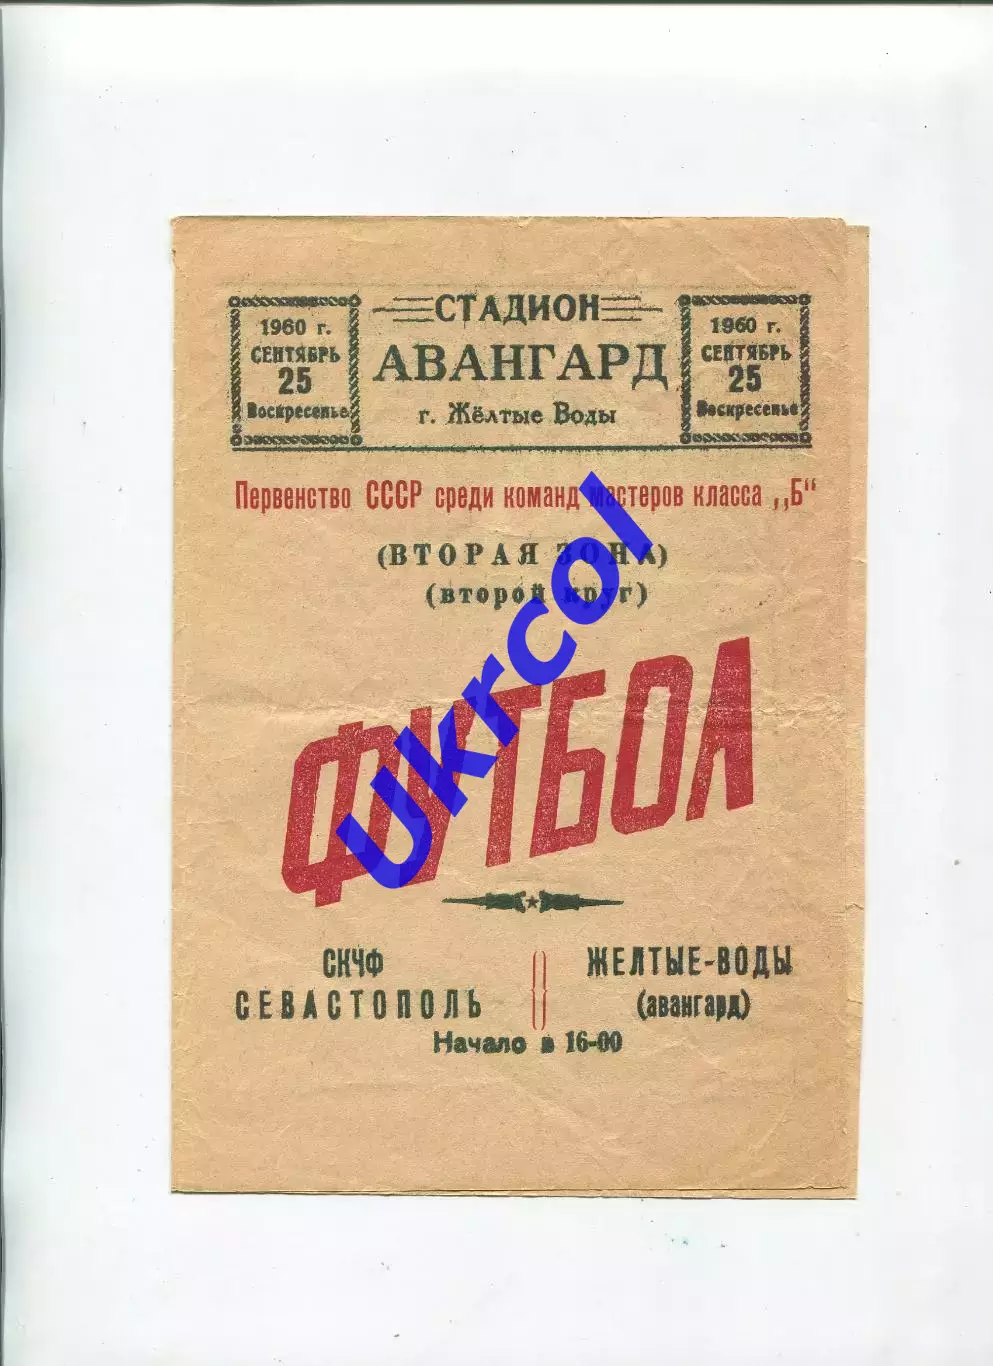 1960 г.
СЕНТЯБРЬ
25
Воскресенье
СТАДИОН
АВАНГАРД
г. Жёлтые Воды
1960 г.
СЕНТЯБРЬ
25
Воскресенье
Первенство СССР среди команд мастеров класса „Б“
(ВТОРАЯ ЗОНА)
(второй круг)
ФУТБОЛ
Ukrcol
СКЧФ
СЕВАСТОПОЛЬ
ЖЕЛТЫЕ-ВОДЫ
(авангард)
Начало в 16-00